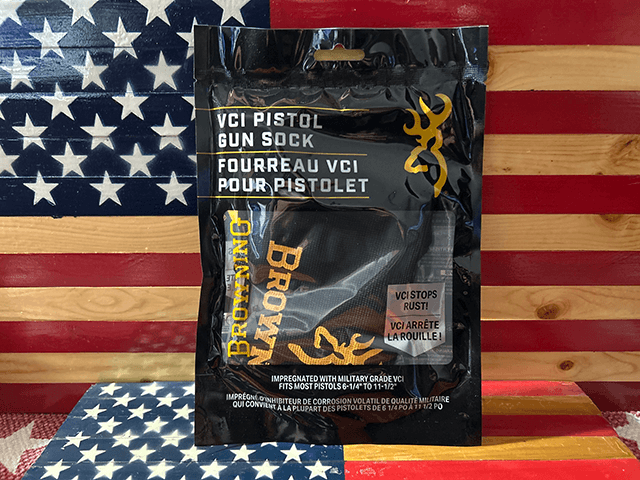 VCI PISTOL
GUN SOCK
FOURREAU VCI
POUR PISTOLET
BROWNING
BROWN
VCI STOPS
RUST!
VCI ARRÊTE
LA ROUILLE !
IMPREGNATED WITH MILITARY GRADE VCI
FITS MOST PISTOLS 6-1/4" TO 11-1/2"
IMPRÉGNÉ D'INHIBITEUR DE CORROSION VOLATIL DE QUALITÉ MILITAIRE
QUI CONVIENT À LA PLUPART DES PISTOLETS DE 6 1/4 PO À 11 1/2 PO